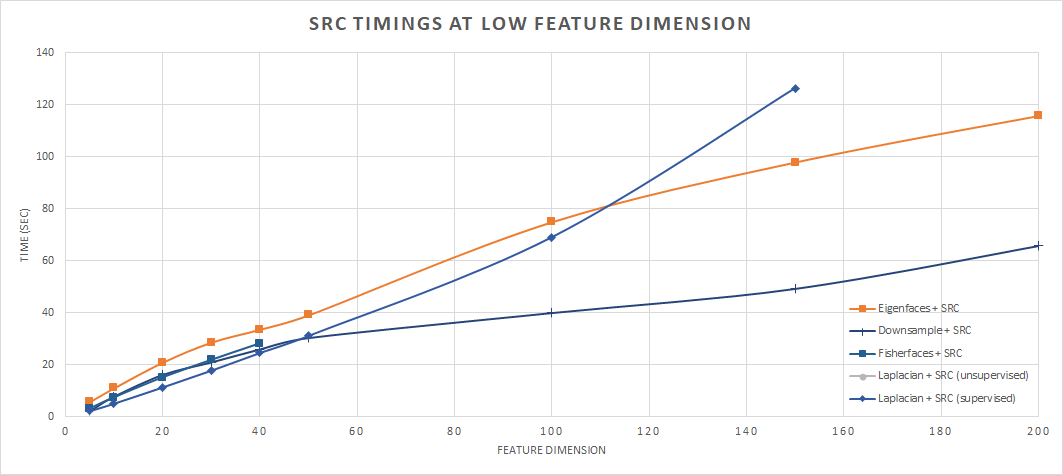 SRC TIMINGS AT LOW FEATURE DIMENSION
140
120
100
80
60
40
20
0
TIME (SEC)
0 20 40 60 80 100 120 140 160 180 200
FEATURE DIMENSION
Eigenfaces + SRC
Downsample + SRC
Fisherfaces + SRC
Laplacian + SRC (unsupervised)
Laplacian + SRC (supervised)